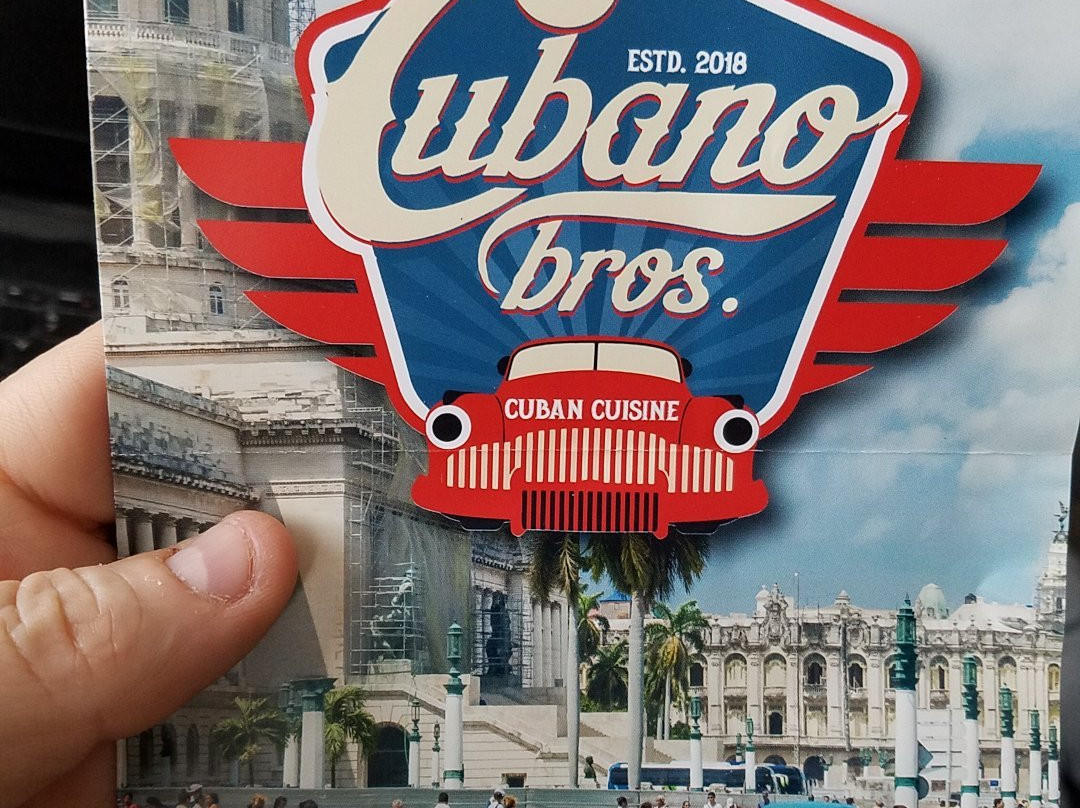 ESTD. 2018
Cubano
bros.
CUBAN CUISINE